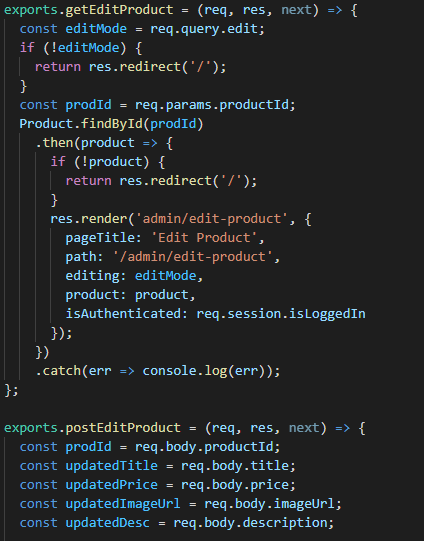 exports.getEditProduct = (req, res, next) => {
  const editMode = req.query.edit;
  if (!editMode) {
    return res.redirect('/');
  }
  const prodId = req.params.productId;
  Product.findById(prodId)
    .then(product => {
      if (!product) {
        return res.redirect('/');
      }
      res.render('admin/edit-product', {
        pageTitle: 'Edit Product',
        path: '/admin/edit-product',
        editing: editMode,
        product: product,
        isAuthenticated: req.session.isLoggedIn
      });
    })
    .catch(err => console.log(err));
};

exports.postEditProduct = (req, res, next) => {
  const prodId = req.body.productId;
  const updatedTitle = req.body.title;
  const updatedPrice = req.body.price;
  const updatedImageUrl = req.body.imageUrl;
  const updatedDesc = req.body.description;